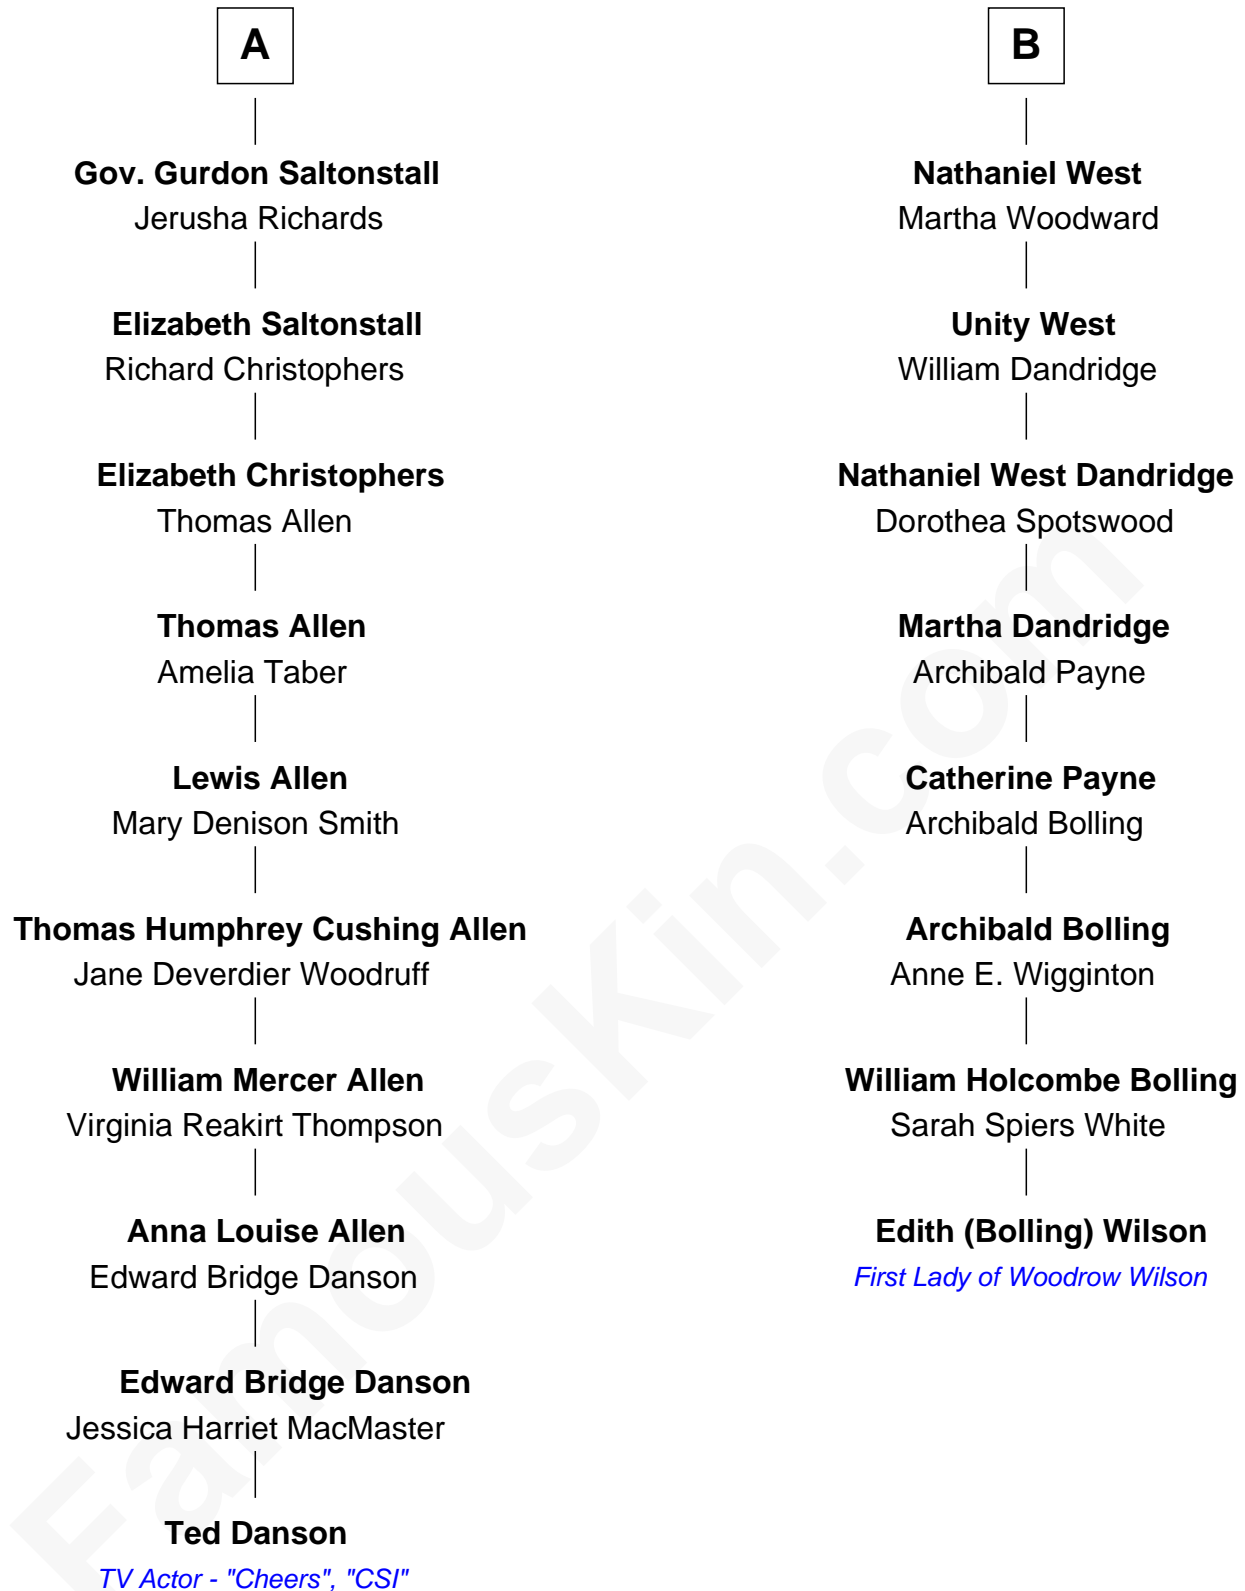 A
Gov. Gurdon Saltonstall
Jerusha Richards
Elizabeth Saltonstall
Richard Christophers
Elizabeth Christophers
Thomas Allen
Thomas Allen
Amelia Taber
Lewis Allen
Mary Denison Smith
Thomas Humphrey Cushing Allen
Jane Deverdier Woodruff
William Mercer Allen
Virginia Reakirt Thompson
Anna Louise Allen
Edward Bridge Danson
Edward Bridge Danson
Jessica Harriet MacMaster
Ted Danson
TV Actor - "Cheers", "CSI"
B
Nathaniel West
Martha Woodward
Unity West
William Dandridge
Nathaniel West Dandridge
Dorothea Spotswood
Martha Dandridge
Archibald Payne
Catherine Payne
Archibald Bolling
Archibald Bolling
Anne E. Wigginton
William Holcombe Bolling
Sarah Spiers White
Edith (Bolling) Wilson
First Lady of Woodrow Wilson
FamousKin.com